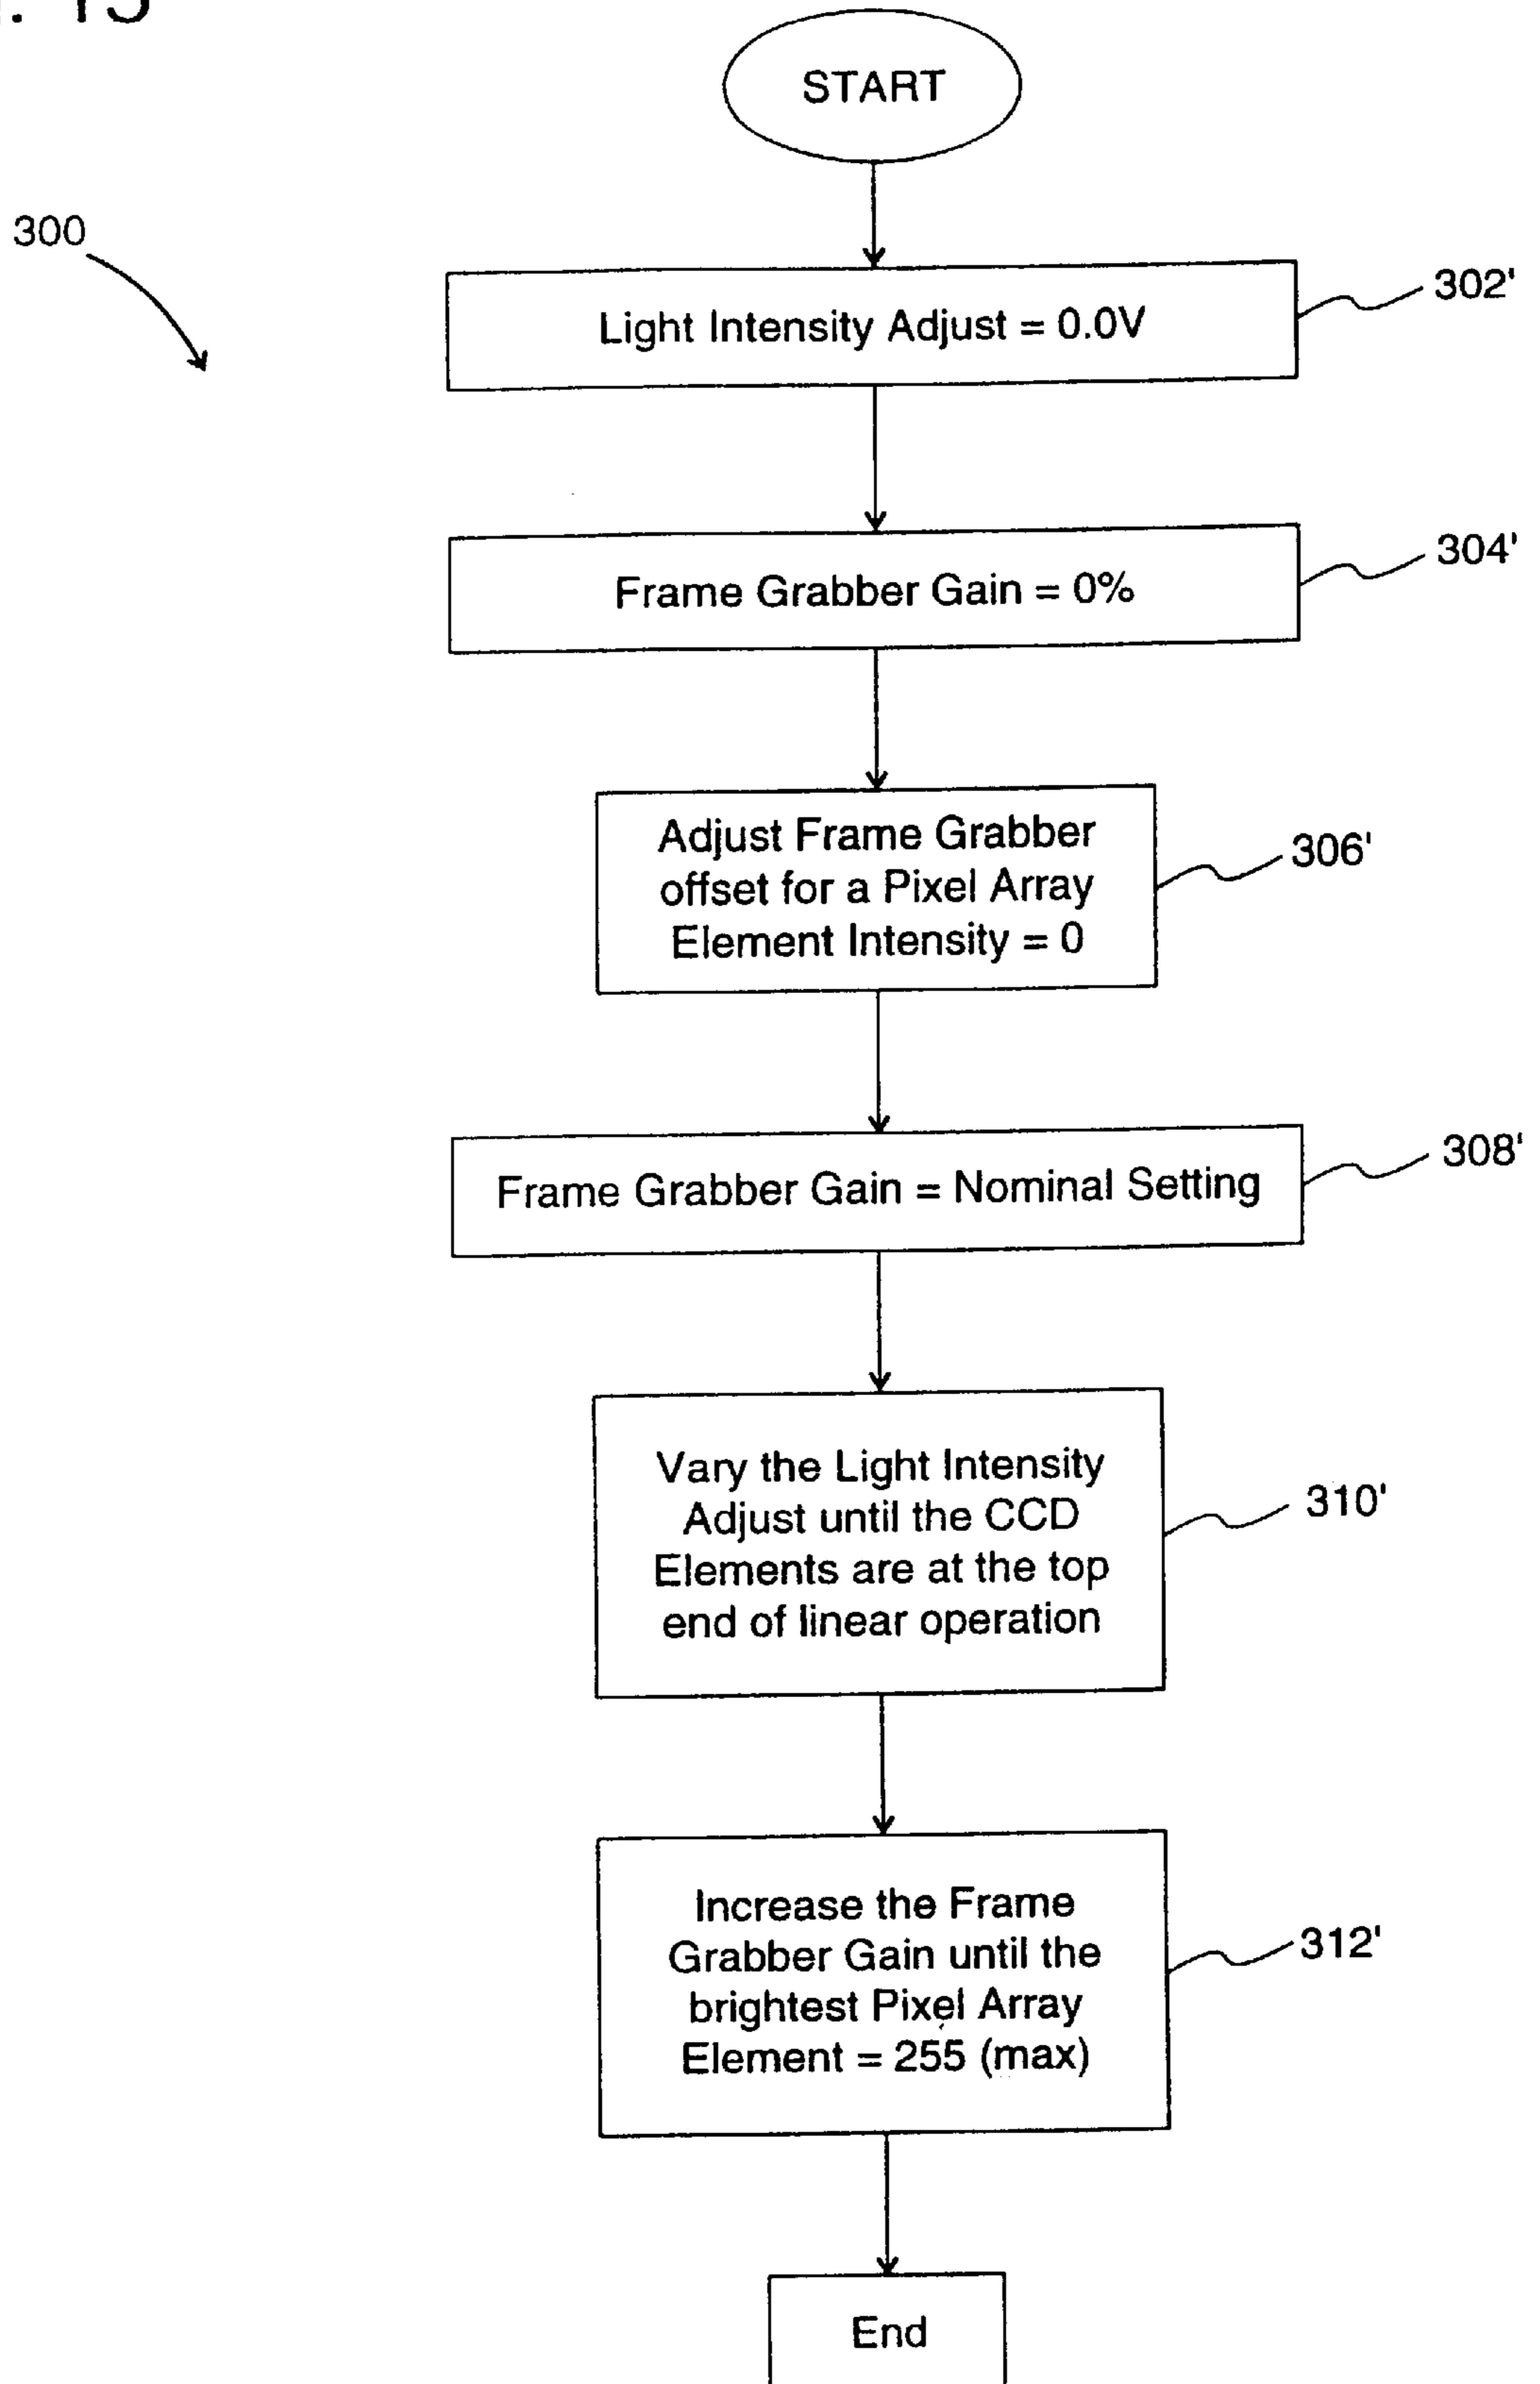 15
START
300
302'
Light Intensity Adjust = 0.0V
304'
Frame Grabber Gain = 0%
Adjust Frame Grabber
offset for a Pixel Array
Element Intensity = 0
306'
308'
Frame Grabber Gain = Nominal Setting
Vary the Light Intensity
Adjust until the CCD
Elements are at the top
end of linear operation
310'
Increase the Frame
Grabber Gain until the
brightest Pixel Array
Element = 255 (max)
312'
End